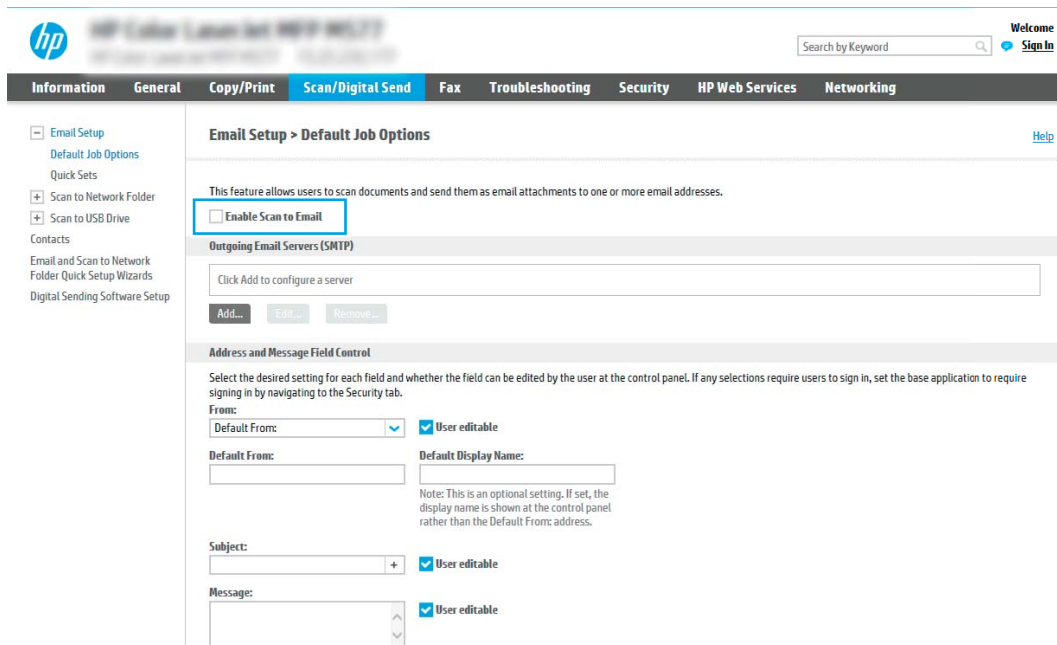 hp
Welcome
Search by Keyword
Sign In
Information General Copy/Print Scan/Digital Send Fax Troubleshooting Security HP Web Services Networking
Email Setup
Default Job Options
Quick Sets
Scan to Network Folder
Scan to USB Drive
Contacts
Email and Scan to Network
Folder Quick Setup Wizards
Digital Sending Software Setup
Email Setup > Default Job Options
Help
This feature allows users to scan documents and send them as email attachments to one or more email addresses.
Enable Scan to Email
Outgoing Email Servers (SMTP)
Click Add to configure a server
Add... Edit... Remove...
Address and Message Field Control
Select the desired setting for each field and whether the field can be edited by the user at the control panel. If any selections require users to sign in, set the base application to require
signing in by navigating to the Security tab.
From:
Default From: User editable
Default From: Default Display Name:
Note: This is an optional setting. If set, the
display name is shown at the control panel
rather than the Default From: address.
Subject:
+ User editable
Message:
User editable